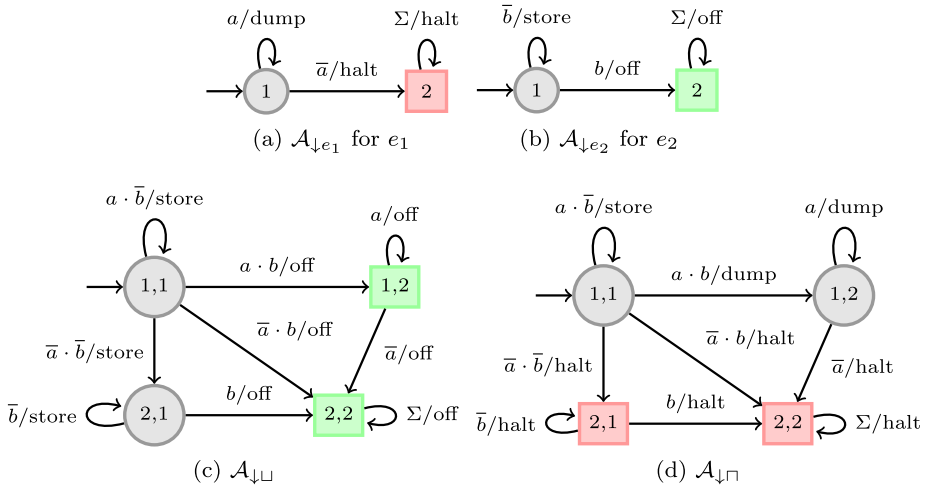 a/dump
Σ/halt
a̅/halt
1
2
(a) 𝒜↓e₁ for e₁
b̅/store
Σ/off
b/off
1
2
(b) 𝒜↓e₂ for e₂
a · b̅/store
a/off
a · b/off
1,1
1,2
a̅ · b/off
a̅/off
a̅ · b̅/store
b̅/store
b/off
2,1
2,2
Σ/off
(c) 𝒜↓⊔
a · b̅/store
a/dump
a · b/dump
1,1
1,2
a̅ · b/halt
a̅/halt
a̅ · b̅/halt
b̅/halt
b/halt
2,1
2,2
Σ/halt
(d) 𝒜↓⊓